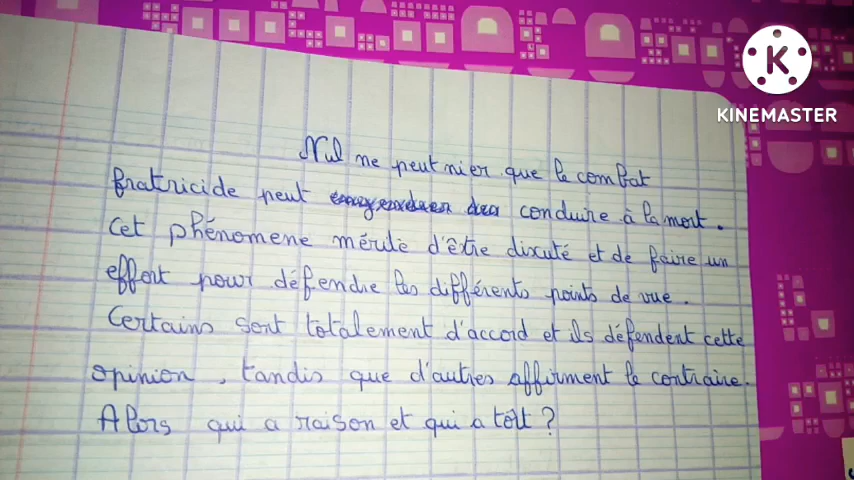 KINEMASTER
Nul ne peut nier que le combat
fratricide peut conduire à la mort.
Cet phénomene mérite d'être discuté et de faire un
effort pour défendre les différents points de vue.
Certains sont totalement d'accord et ils défendent cette
opinion, tandis que d'autres affirment le contraire.
Alors qui a raison et qui a tôrt ?